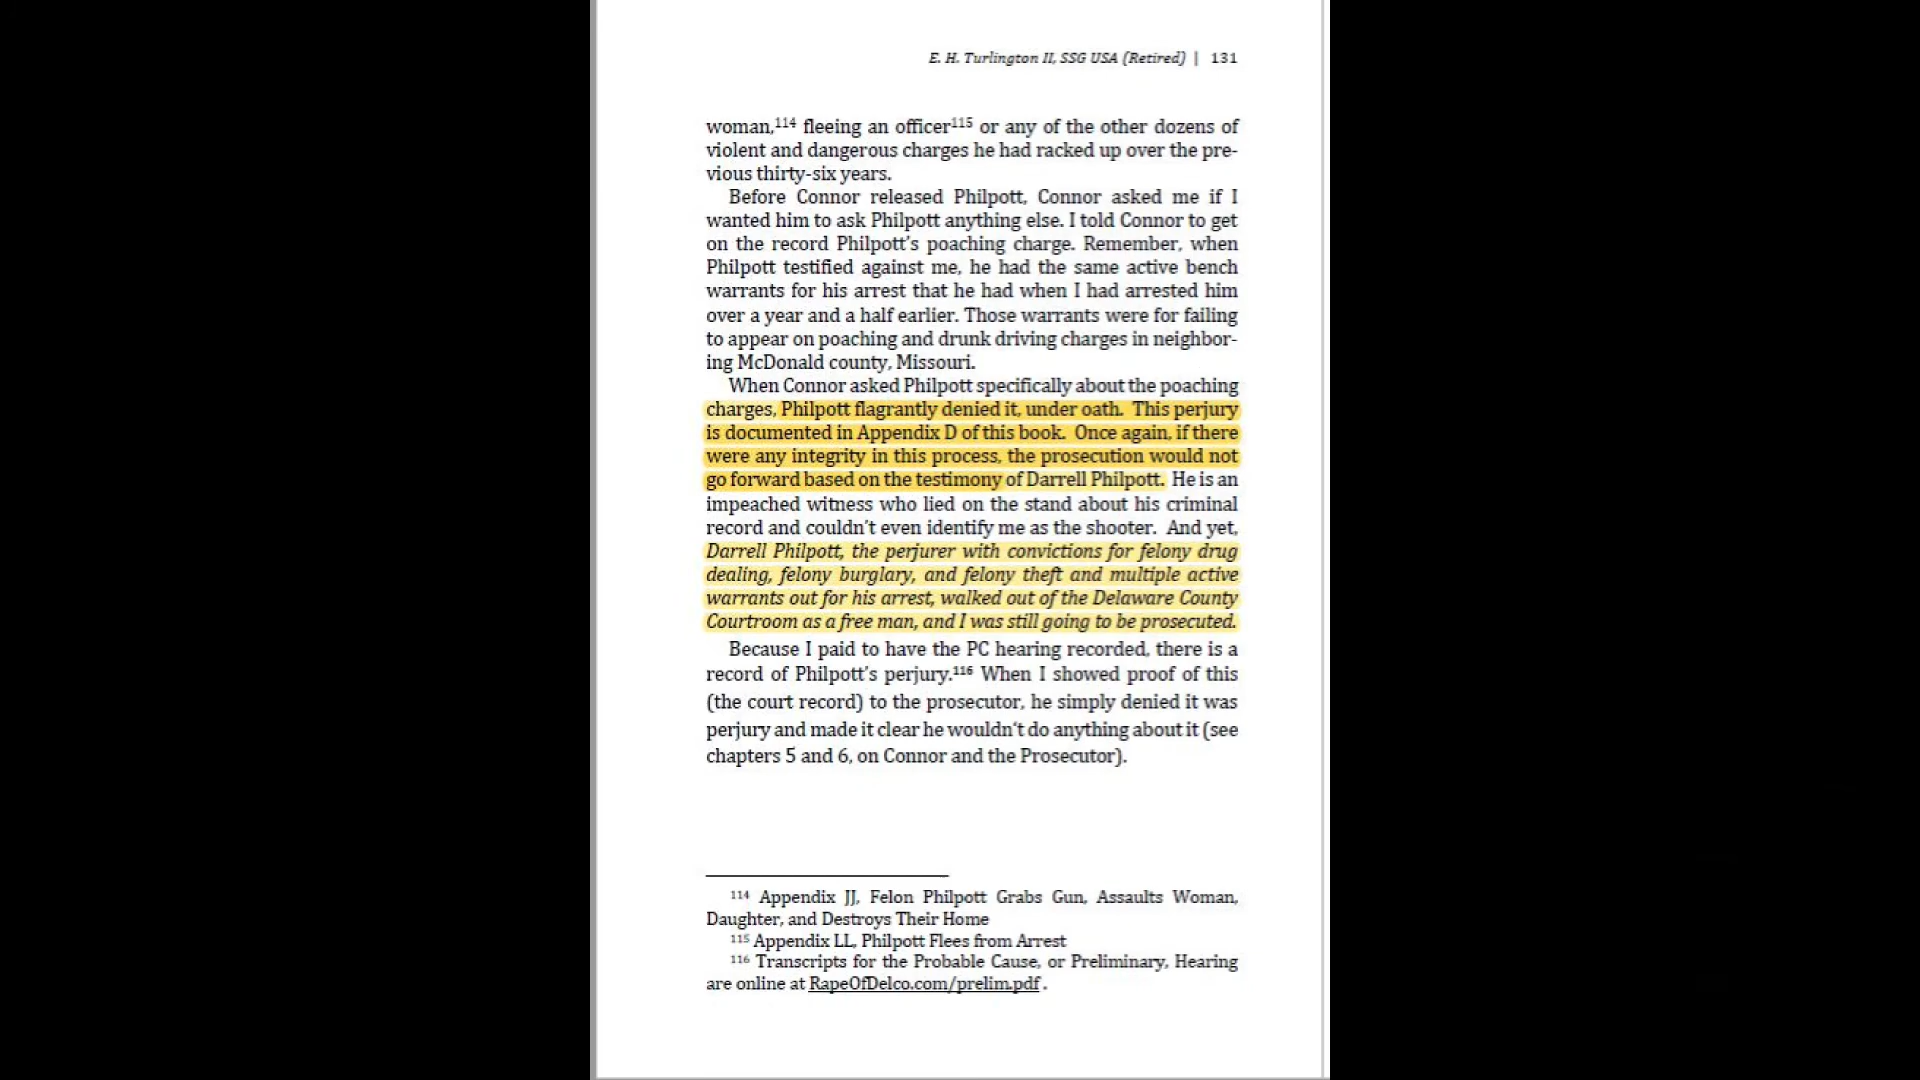 E. H. Turlington II, SSG USA (Retired) | 131
woman,¹¹⁴ fleeing an officer¹¹⁵ or any of the other dozens of
violent and dangerous charges he had racked up over the pre-
vious thirty-six years.
Before Connor released Philpott, Connor asked me if I
wanted him to ask Philpott anything else. I told Connor to get
on the record Philpott's poaching charge. Remember, when
Philpott testified against me, he had the same active bench
warrants for his arrest that he had when I had arrested him
over a year and a half earlier. Those warrants were for failing
to appear on poaching and drunk driving charges in neighbor-
ing McDonald county, Missouri.
When Connor asked Philpott specifically about the poaching
charges, Philpott flagrantly denied it, under oath. This perjury
is documented in Appendix D of this book. Once again, if there
were any integrity in this process, the prosecution would not
go forward based on the testimony of Darrell Philpott. He is an
impeached witness who lied on the stand about his criminal
record and couldn't even identify me as the shooter. And yet,
Darrell Philpott, the perjurer with convictions for felony drug
dealing, felony burglary, and felony theft and multiple active
warrants out for his arrest, walked out of the Delaware County
Courtroom as a free man, and I was still going to be prosecuted.
Because I paid to have the PC hearing recorded, there is a
record of Philpott's perjury.¹¹⁶ When I showed proof of this
(the court record) to the prosecutor, he simply denied it was
perjury and made it clear he wouldn't do anything about it (see
chapters 5 and 6, on Connor and the Prosecutor).
¹¹⁴ Appendix JJ, Felon Philpott Grabs Gun, Assaults Woman,
Daughter, and Destroys Their Home
¹¹⁵ Appendix LL, Philpott Flees from Arrest
¹¹⁶ Transcripts for the Probable Cause, or Preliminary, Hearing
are online at RapeOfDelco.com/prelim.pdf .